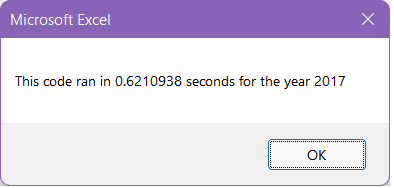 Microsoft Excel
This code ran in 0.6210938 seconds for the year 2017
OK